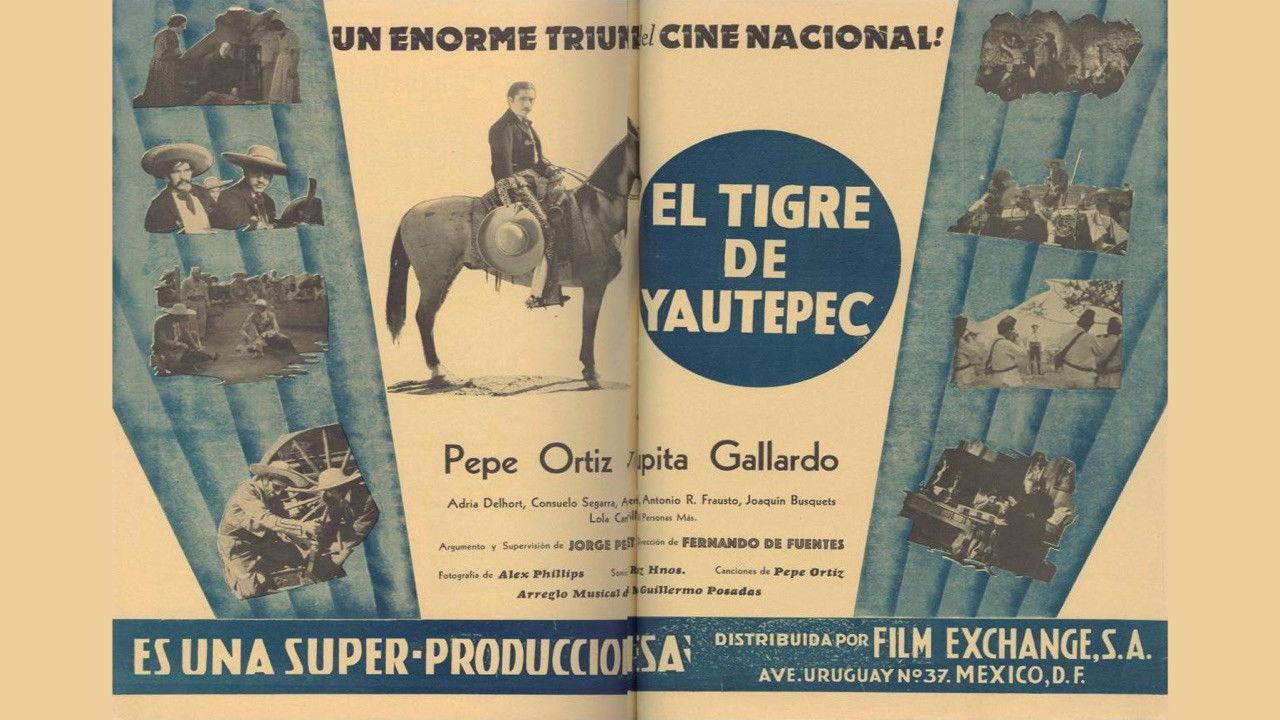 UN ENORME TRIUN del CINE NACIONAL!
EL TIGRE
DE
YAUTEPEC
Pepe Ortiz upita Gallardo
Adria Delhort, Consuelo Segarra, Antonio R. Frausto, Joaquin Busquets
Lola Personas Más.
Argumento y Supervisión de JORGE Dirección de FERNANDO DE FUENTES
Fotografía de Alex Phillips Hnos. Canciones de Pepe Ortiz
Arreglo Musical Guillermo Posadas
ES UNA SUPER-PRODUCCION ESA
DISTRIBUIDA POR FILM EXCHANGE, S.A.
AVE. URUGUAY Nº 37. MEXICO, D.F.